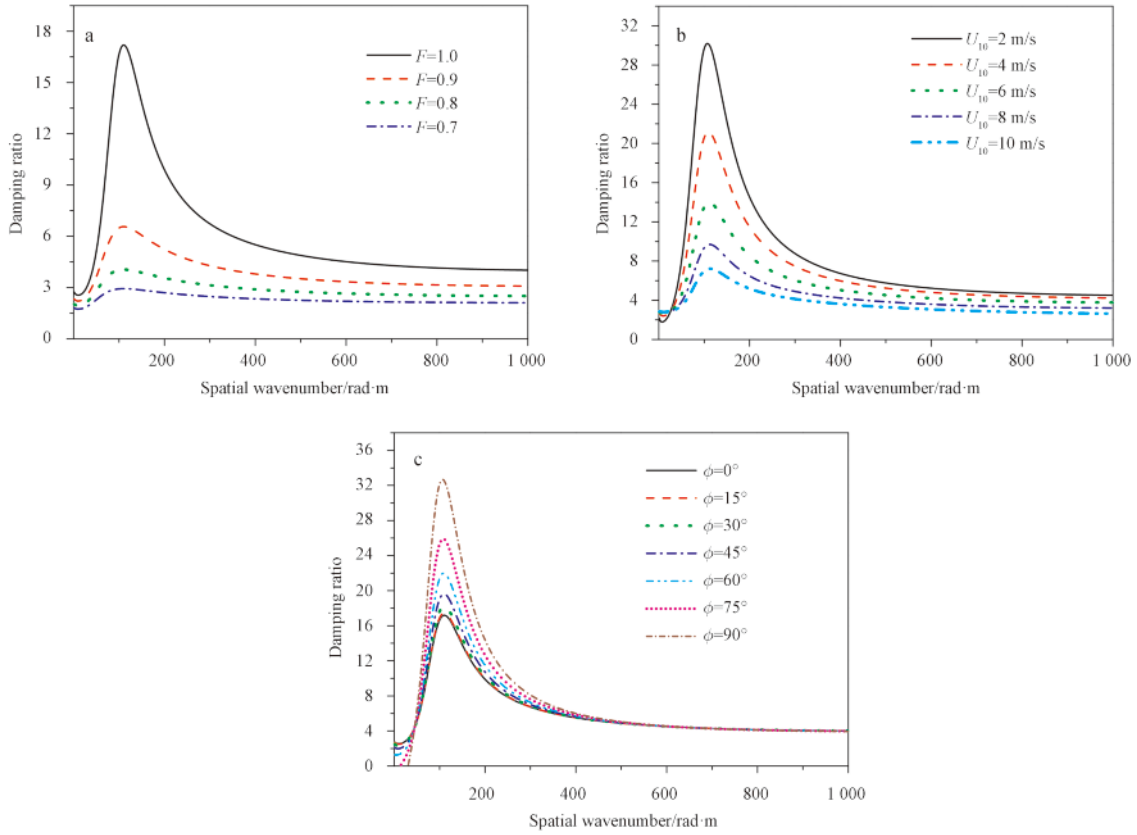 a
18
15
12
9
6
3
0
Damping ratio
F=1.0
F=0.9
F=0.8
F=0.7
200
400
600
800
1 000
Spatial wavenumber/rad·m
b
32
28
24
20
16
12
8
4
0
Damping ratio
U10=2 m/s
U10=4 m/s
U10=6 m/s
U10=8 m/s
U10=10 m/s
200
400
600
800
1 000
Spatial wavenumber/rad·m
c
36
32
28
24
20
16
12
8
4
0
Damping ratio
ϕ=0°
ϕ=15°
ϕ=30°
ϕ=45°
ϕ=60°
ϕ=75°
ϕ=90°
200
400
600
800
1 000
Spatial wavenumber/rad·m